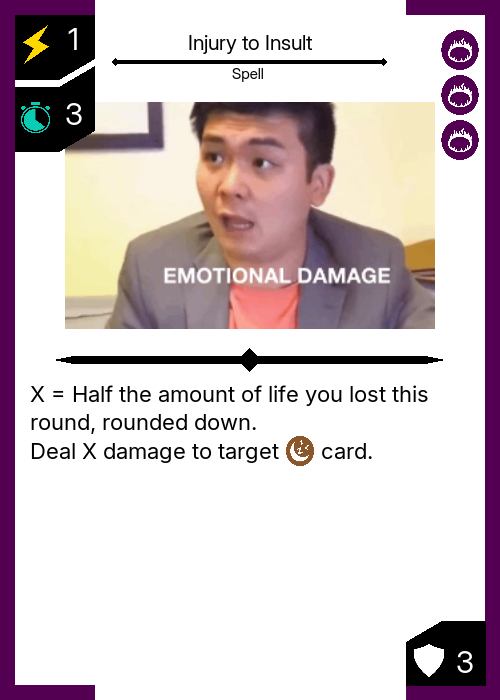 1
Injury to Insult
Spell
3
EMOTIONAL DAMAGE
X = Half the amount of life you lost this
round, rounded down.
Deal X damage to target card.
3